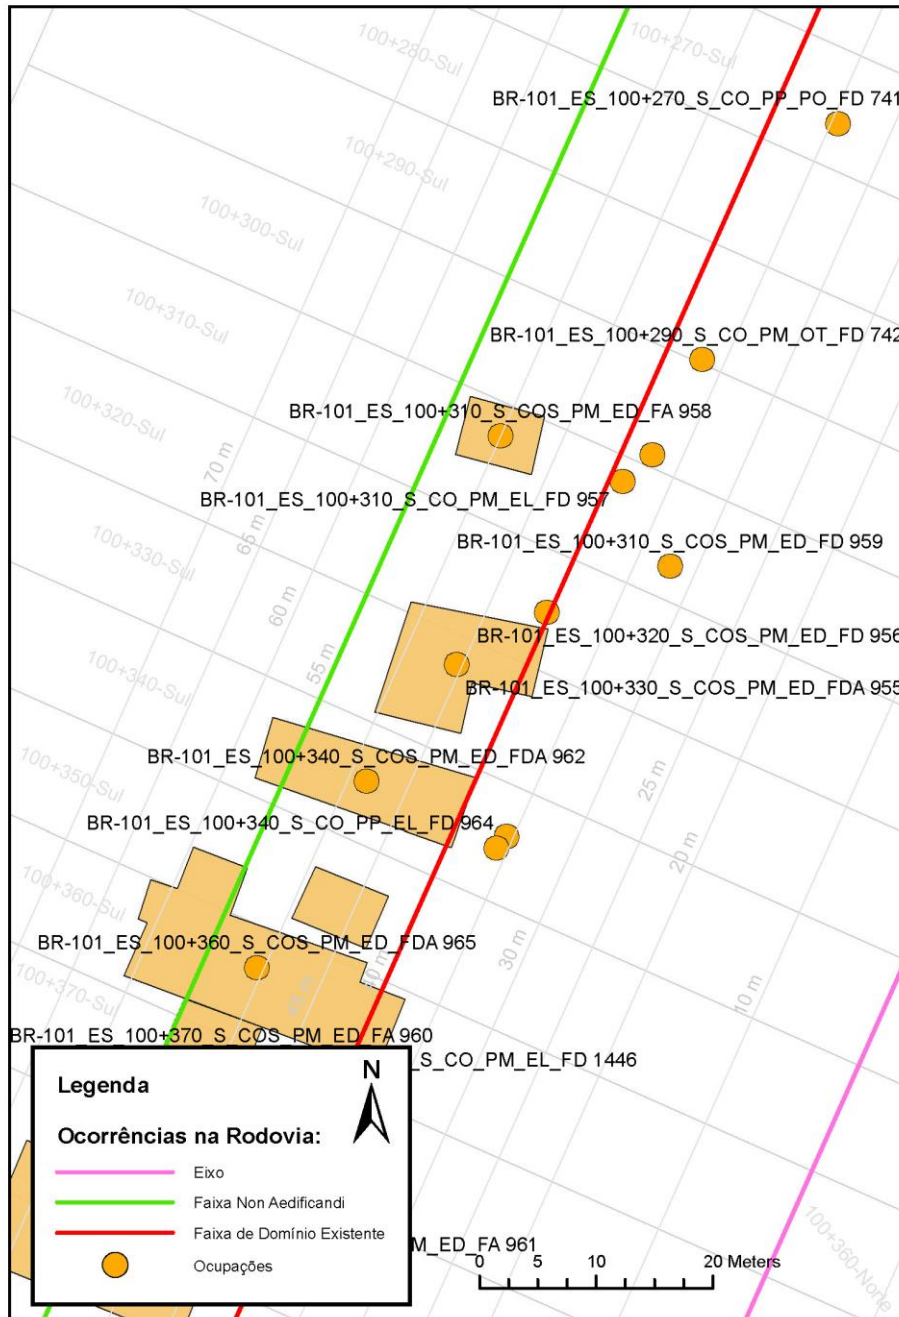 100+280-Sul
100+270-Sul
BR-101_ES_100+270_S_CO_PP_PO_FD 741
100+290-Sul
100+300-Sul
100+310-Sul
BR-101_ES_100+290_S_CO_PM_OT_FD 742
100+320-Sul
BR-101_ES_100+310_S_COS_PM_ED_FA 958
70 m
BR-101_ES_100+310_S_CO_PM_EL_FD 957
65 m
100+330-Sul
BR-101_ES_100+310_S_COS_PM_ED_FD 959
60 m
BR-101_ES_100+320_S_COS_PM_ED_FD 956
55 m
100+340-Sul
BR-101_ES_100+330_S_COS_PM_ED_FDA 955
BR-101_ES_100+340_S_COS_PM_ED_FDA 962
100+350-Sul
25 m
BR-101_ES_100+340_S_CO_PP_EL_FD 964
20 m
100+360-Sul
BR-101_ES_100+360_S_COS_PM_ED_FDA 965
30 m
40 m
45 m
10 m
100+370-Sul
BR-101_ES_100+370_S_COS_PM_ED_FA 960
S_CO_PM_EL_FD 1446
N
Legenda
Ocorrências na Rodovia:
Eixo
Faixa Non Aedificandi
Faixa de Domínio Existente
Ocupações
M_ED_FA 961
0 5 10 20 Meters
100+360-Norte